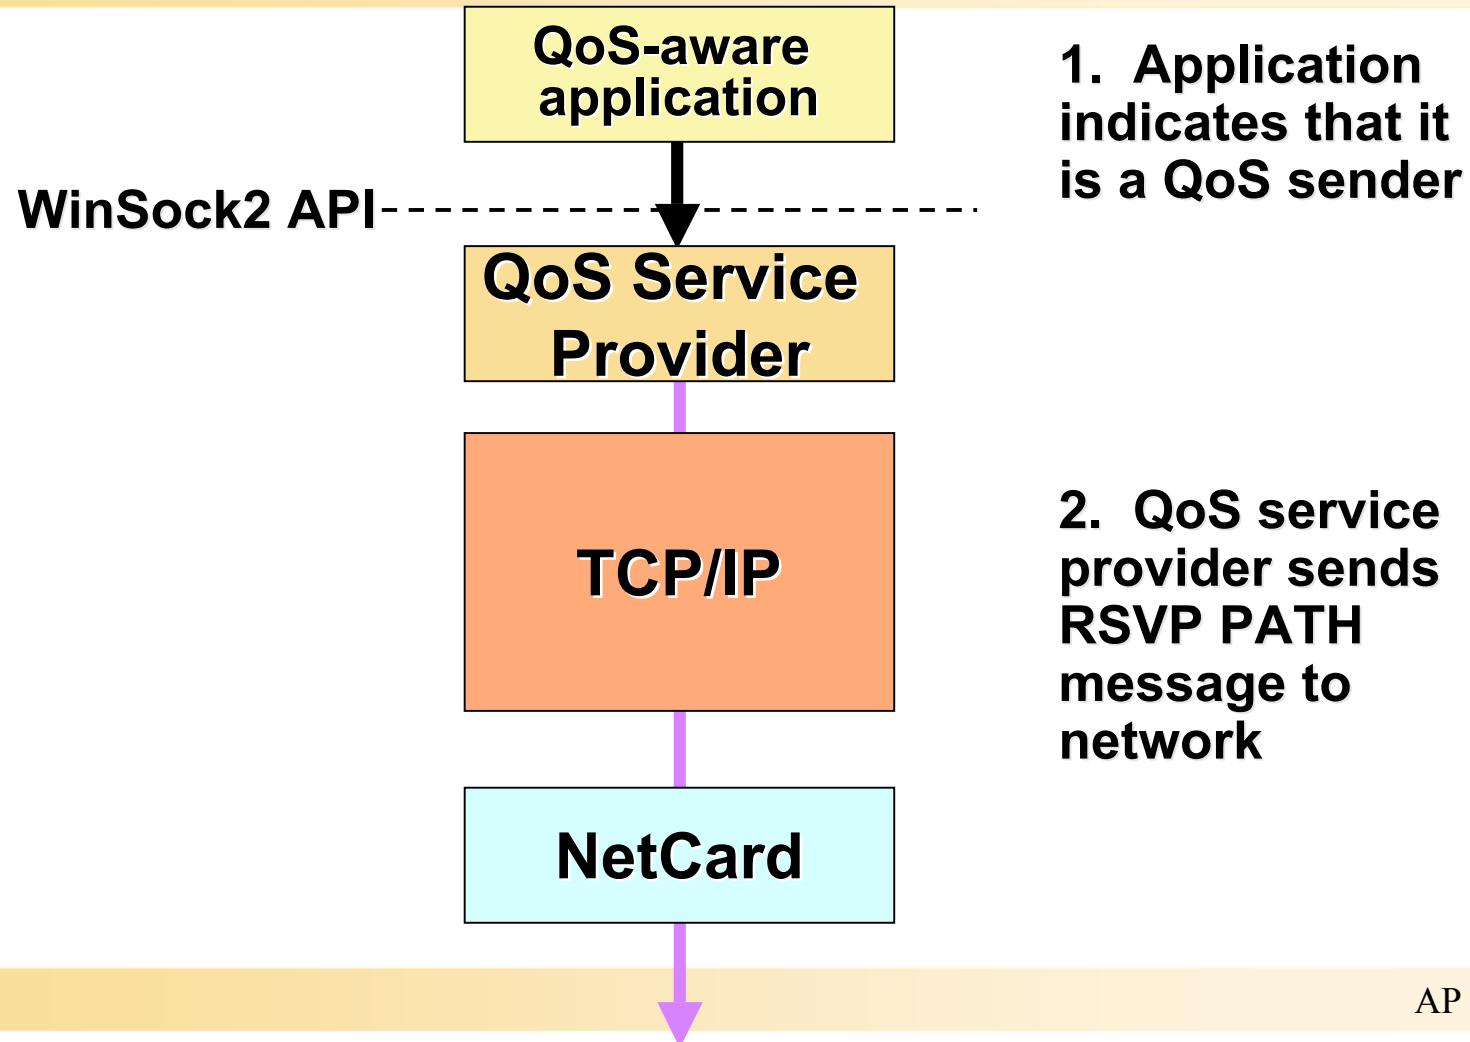 QoS-aware
application
1. Application
indicates that it
is a QoS sender
WinSock2 API
QoS Service
Provider
TCP/IP
2. QoS service
provider sends
RSVP PATH
message to
network
NetCard
AP